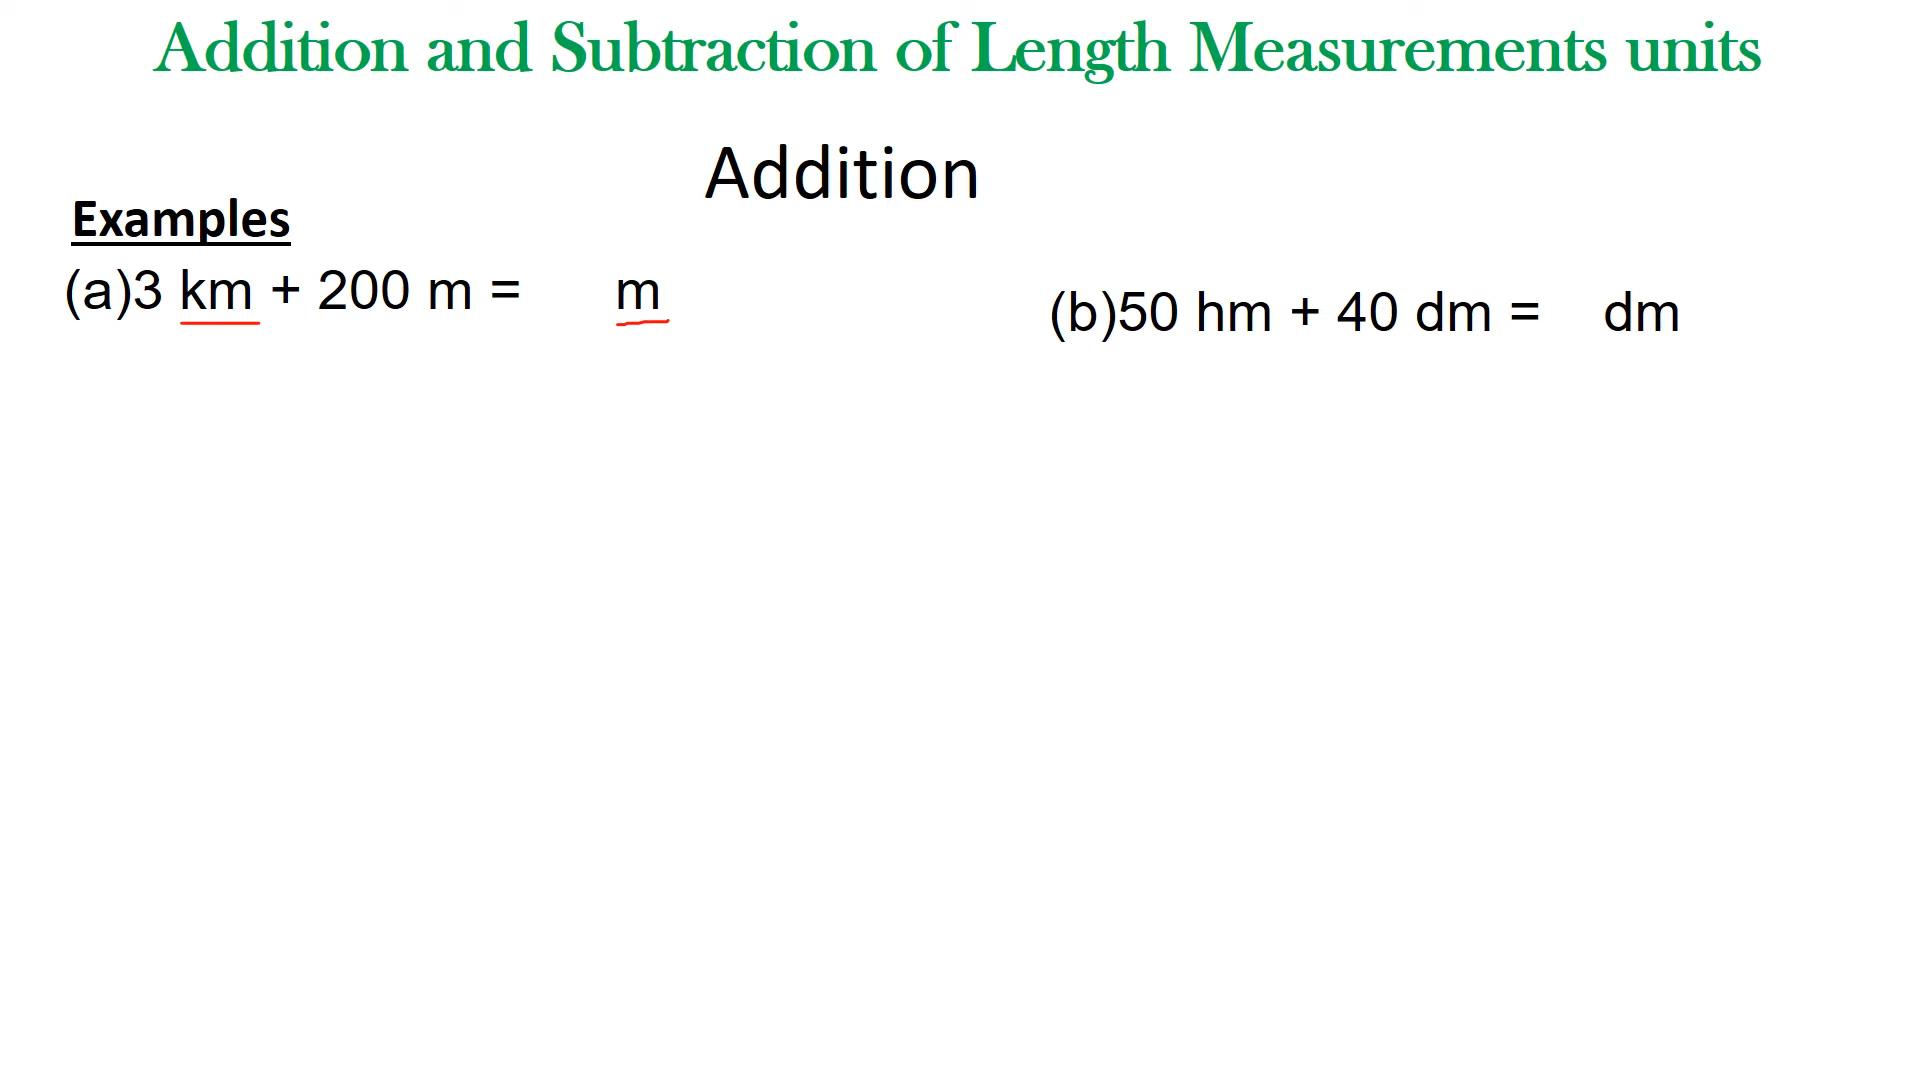 Addition and Subtraction of Length Measurements units
Addition
Examples
(a)3 km + 200 m = m
(b)50 hm + 40 dm = dm